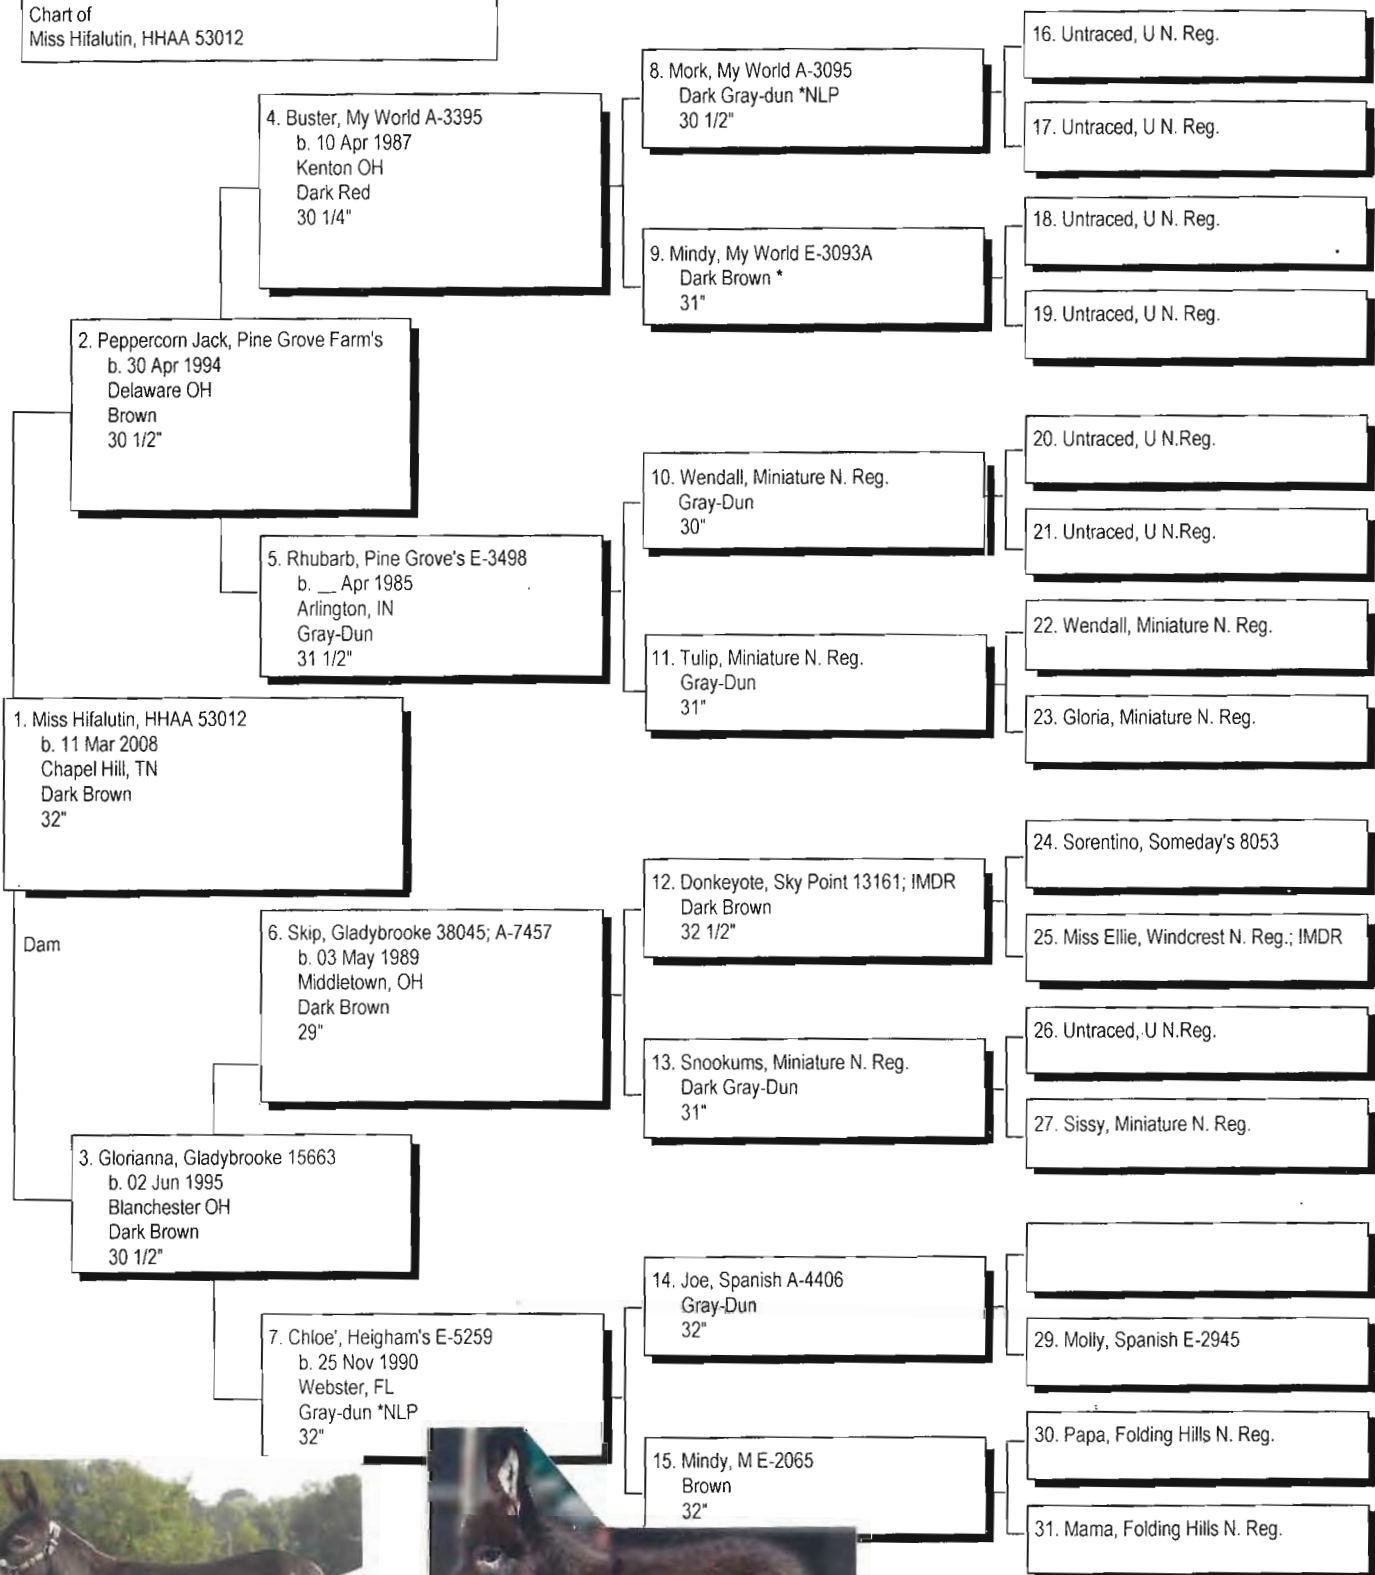 Chart of
Miss Hifalutin, HHAA 53012
1. Miss Hifalutin, HHAA 53012
b. 11 Mar 2008
Chapel Hill, TN
Dark Brown
32"
Dam
2. Peppercorn Jack, Pine Grove Farm's
b. 30 Apr 1994
Delaware OH
Brown
30 1/2"
3. Glorianna, Gladybrooke 15663
b. 02 Jun 1995
Blanchester OH
Dark Brown
30 1/2"
4. Buster, My World A-3395
b. 10 Apr 1987
Kenton OH
Dark Red
30 1/4"
5. Rhubarb, Pine Grove's E-3498
b. __ Apr 1985
Arlington, IN
Gray-Dun
31 1/2"
6. Skip, Gladybrooke 38045; A-7457
b. 03 May 1989
Middletown, OH
Dark Brown
29"
7. Chloe', Heigham's E-5259
b. 25 Nov 1990
Webster, FL
Gray-dun *NLP
32"
8. Mork, My World A-3095
Dark Gray-dun *NLP
30 1/2"
9. Mindy, My World E-3093A
Dark Brown *
31"
10. Wendall, Miniature N. Reg.
Gray-Dun
30"
11. Tulip, Miniature N. Reg.
Gray-Dun
31"
12. Donkeyote, Sky Point 13161; IMDR
Dark Brown
32 1/2"
13. Snookums, Miniature N. Reg.
Dark Gray-Dun
31"
14. Joe, Spanish A-4406
Gray-Dun
32"
15. Mindy, M E-2065
Brown
32"
16. Untraced, U N. Reg.
17. Untraced, U N. Reg.
18. Untraced, U N. Reg.
19. Untraced, U N. Reg.
20. Untraced, U N.Reg.
21. Untraced, U N.Reg.
22. Wendall, Miniature N. Reg.
23. Gloria, Miniature N. Reg.
24. Sorentino, Someday's 8053
25. Miss Ellie, Windcrest N. Reg.; IMDR
26. Untraced, U N.Reg.
27. Sissy, Miniature N. Reg.
29. Molly, Spanish E-2945
30. Papa, Folding Hills N. Reg.
31. Mama, Folding Hills N. Reg.